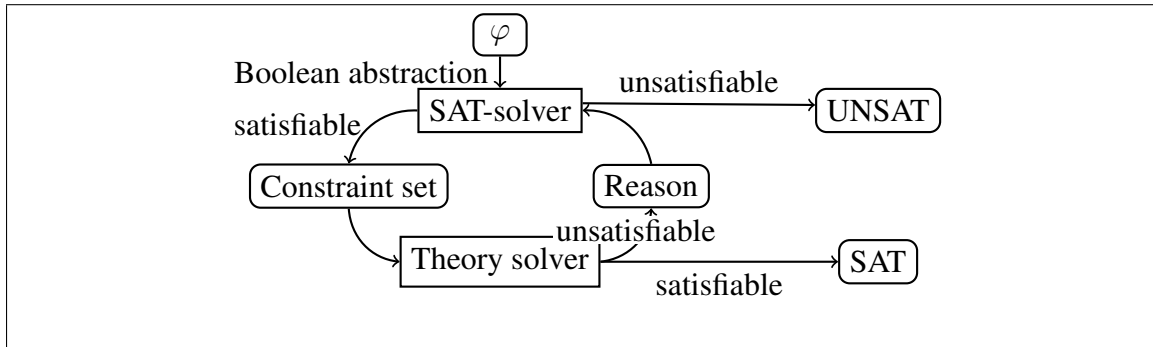 φ
Boolean abstraction
unsatisfiable
SAT-solver
UNSAT
satisfiable
Constraint set
Reason
unsatisfiable
Theory solver
SAT
satisfiable